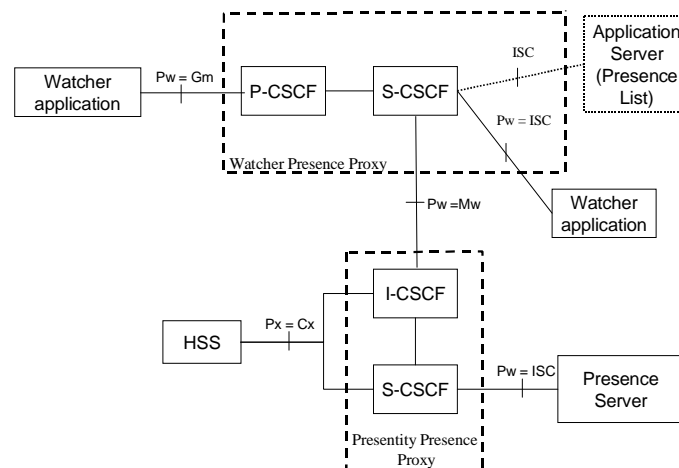 Application
Server
(Presence
List)
ISC
Watcher
application
Pw = Gm
P-CSCF
S-CSCF
Pw = ISC
Watcher Presence Proxy
Watcher
application
Pw =Mw
I-CSCF
HSS
Px = Cx
S-CSCF
Pw = ISC
Presence
Server
Presentity Presence
Proxy